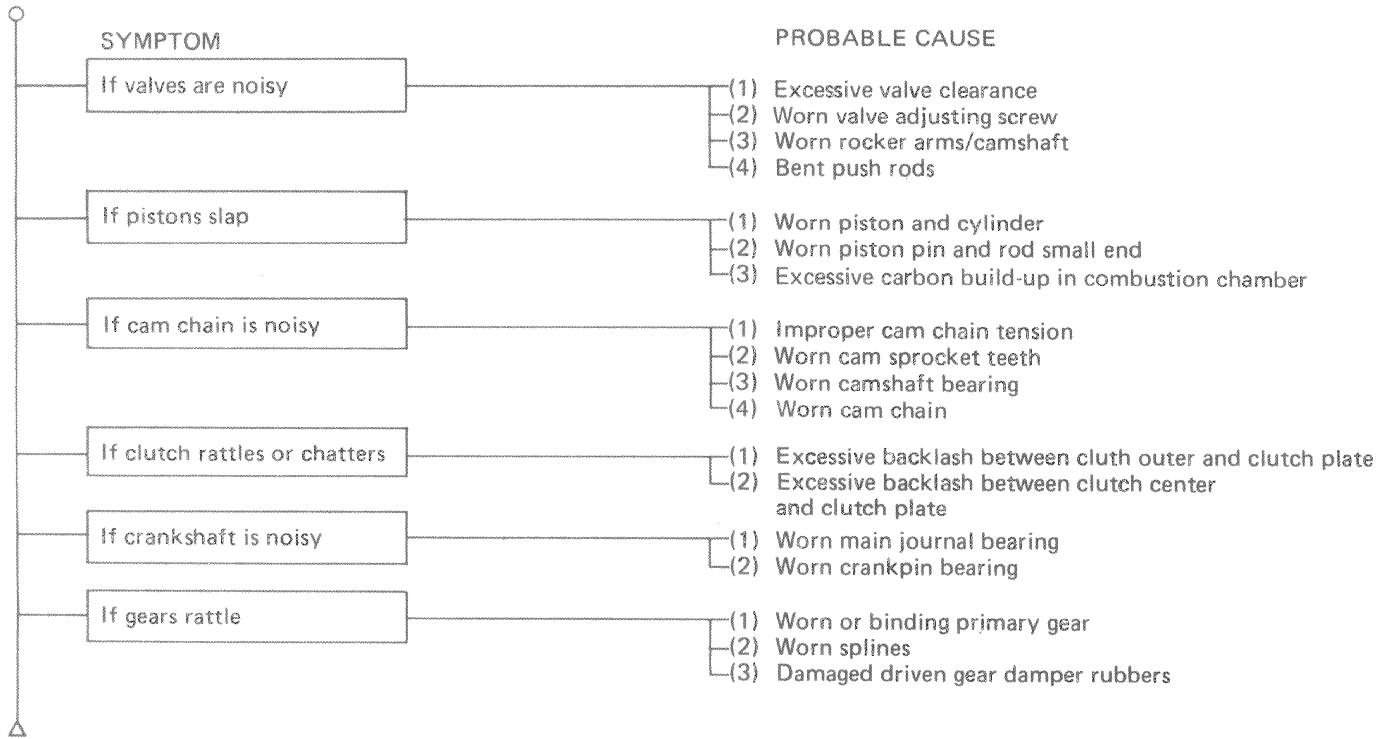 SYMPTOM
PROBABLE CAUSE
If valves are noisy
(1) Excessive valve clearance
(2) Worn valve adjusting screw
(3) Worn rocker arms/camshaft
(4) Bent push rods
If pistons slap
(1) Worn piston and cylinder
(2) Worn piston pin and rod small end
(3) Excessive carbon build-up in combustion chamber
If cam chain is noisy
(1) Improper cam chain tension
(2) Worn cam sprocket teeth
(3) Worn camshaft bearing
(4) Worn cam chain
If clutch rattles or chatters
(1) Excessive backlash between cluth outer and clutch plate
(2) Excessive backlash between clutch center
and clutch plate
If crankshaft is noisy
(1) Worn main journal bearing
(2) Worn crankpin bearing
If gears rattle
(1) Worn or binding primary gear
(2) Worn splines
(3) Damaged driven gear damper rubbers